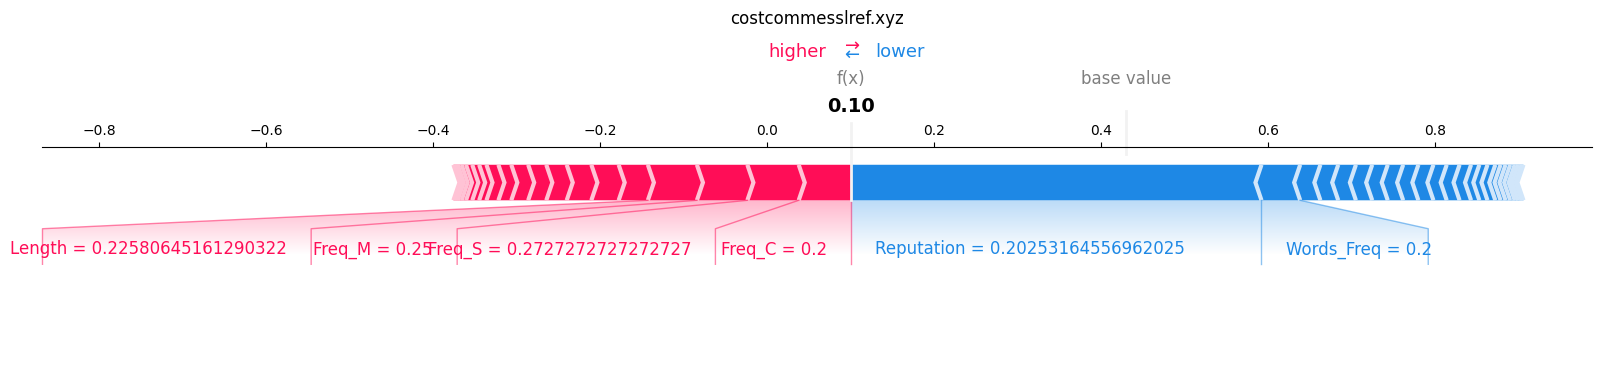 costcommesslref.xyz
higher ⇄ lower
f(x) base value
0.10
−0.8 −0.6 −0.4 −0.2 0.0 0.2 0.4 0.6 0.8
Length = 0.22580645161290322 Freq_M = 0.25 Freq_S = 0.2727272727272727 Freq_C = 0.2 Reputation = 0.20253164556962025 Words_Freq = 0.2